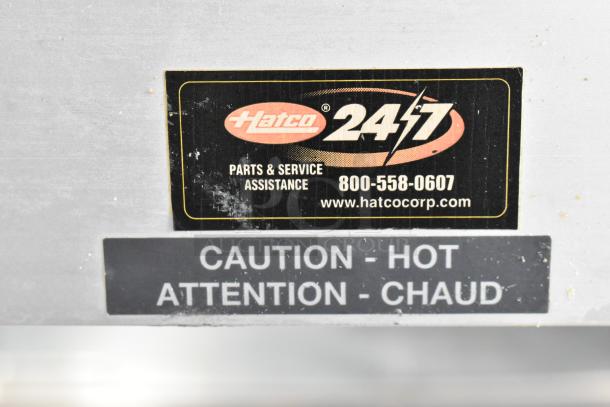 Hatco® 24/7
PARTS & SERVICE
ASSISTANCE 800-558-0607
www.hatcocorp.com
CAUTION - HOT
ATTENTION - CHAUD